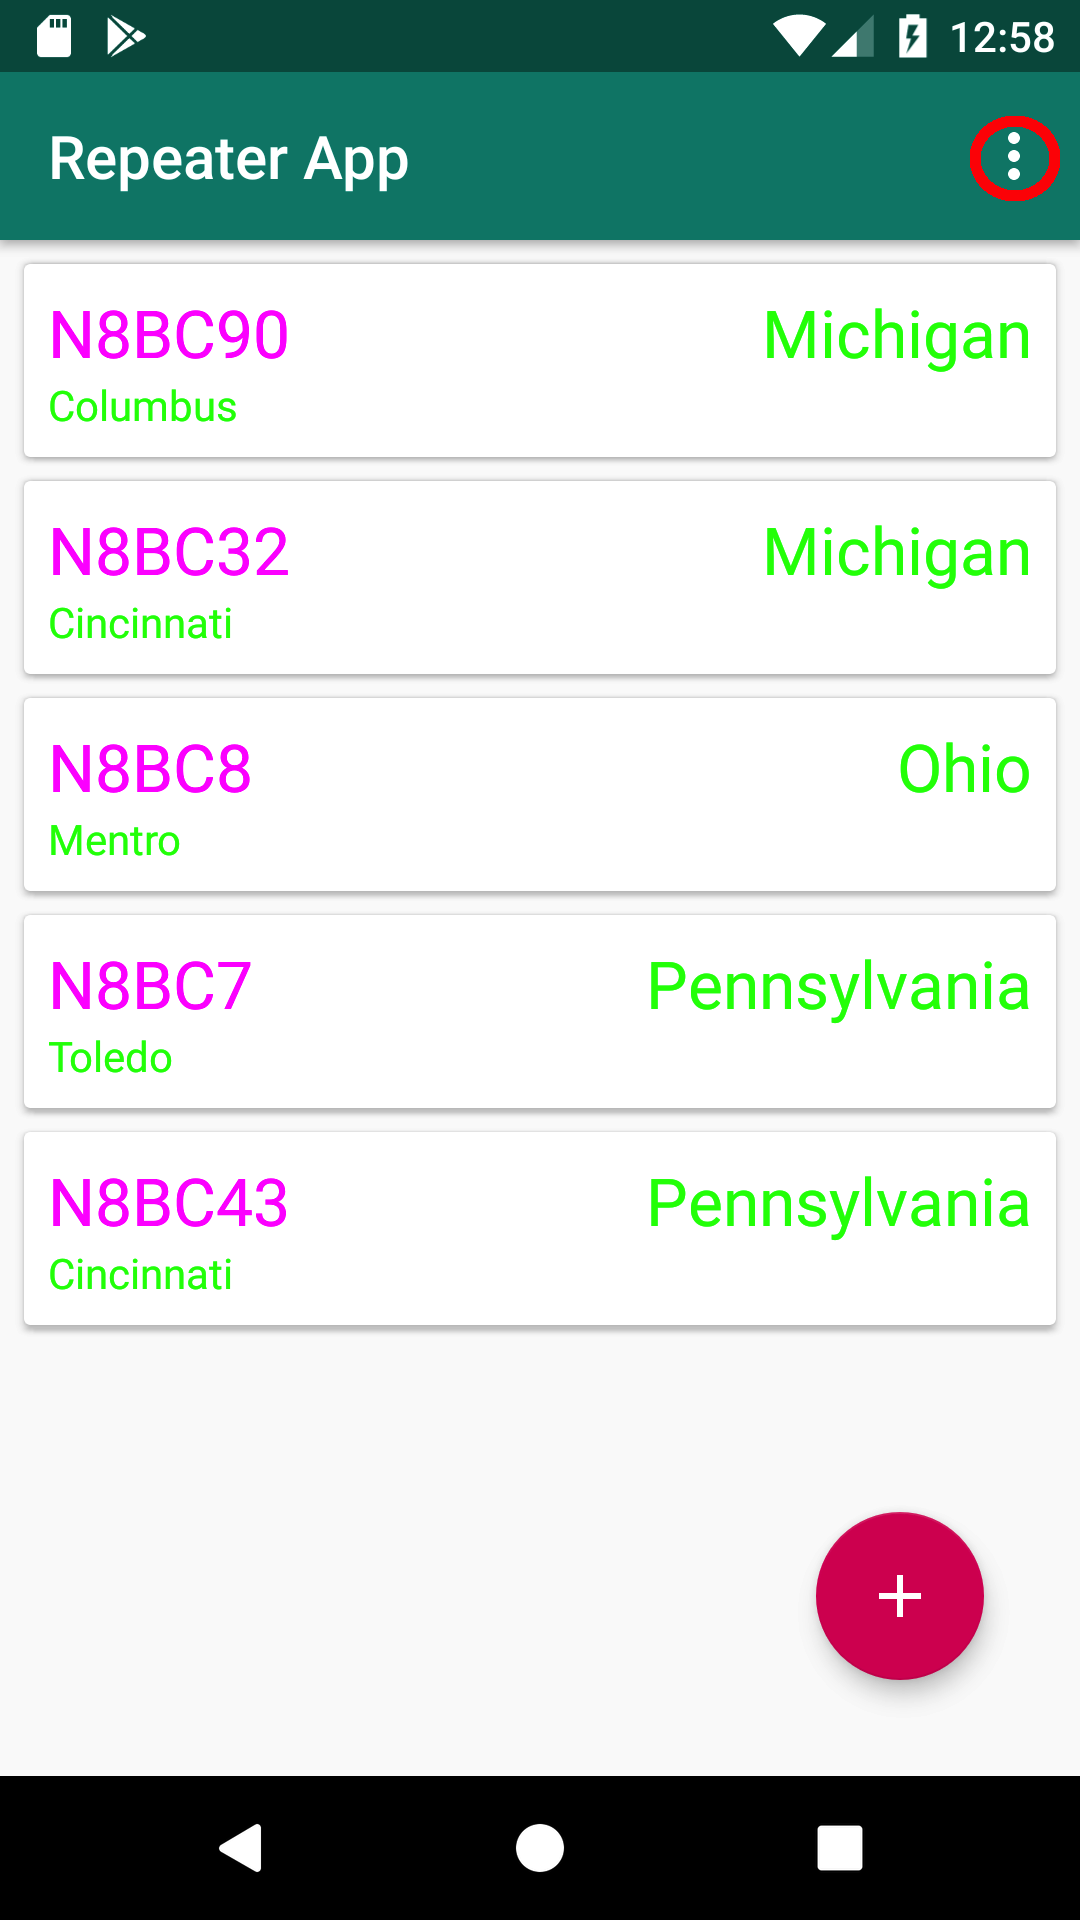 12:58
Repeater App
N8BC90 Michigan
Columbus
N8BC32 Michigan
Cincinnati
N8BC8 Ohio
Mentro
N8BC7 Pennsylvania
Toledo
N8BC43 Pennsylvania
Cincinnati